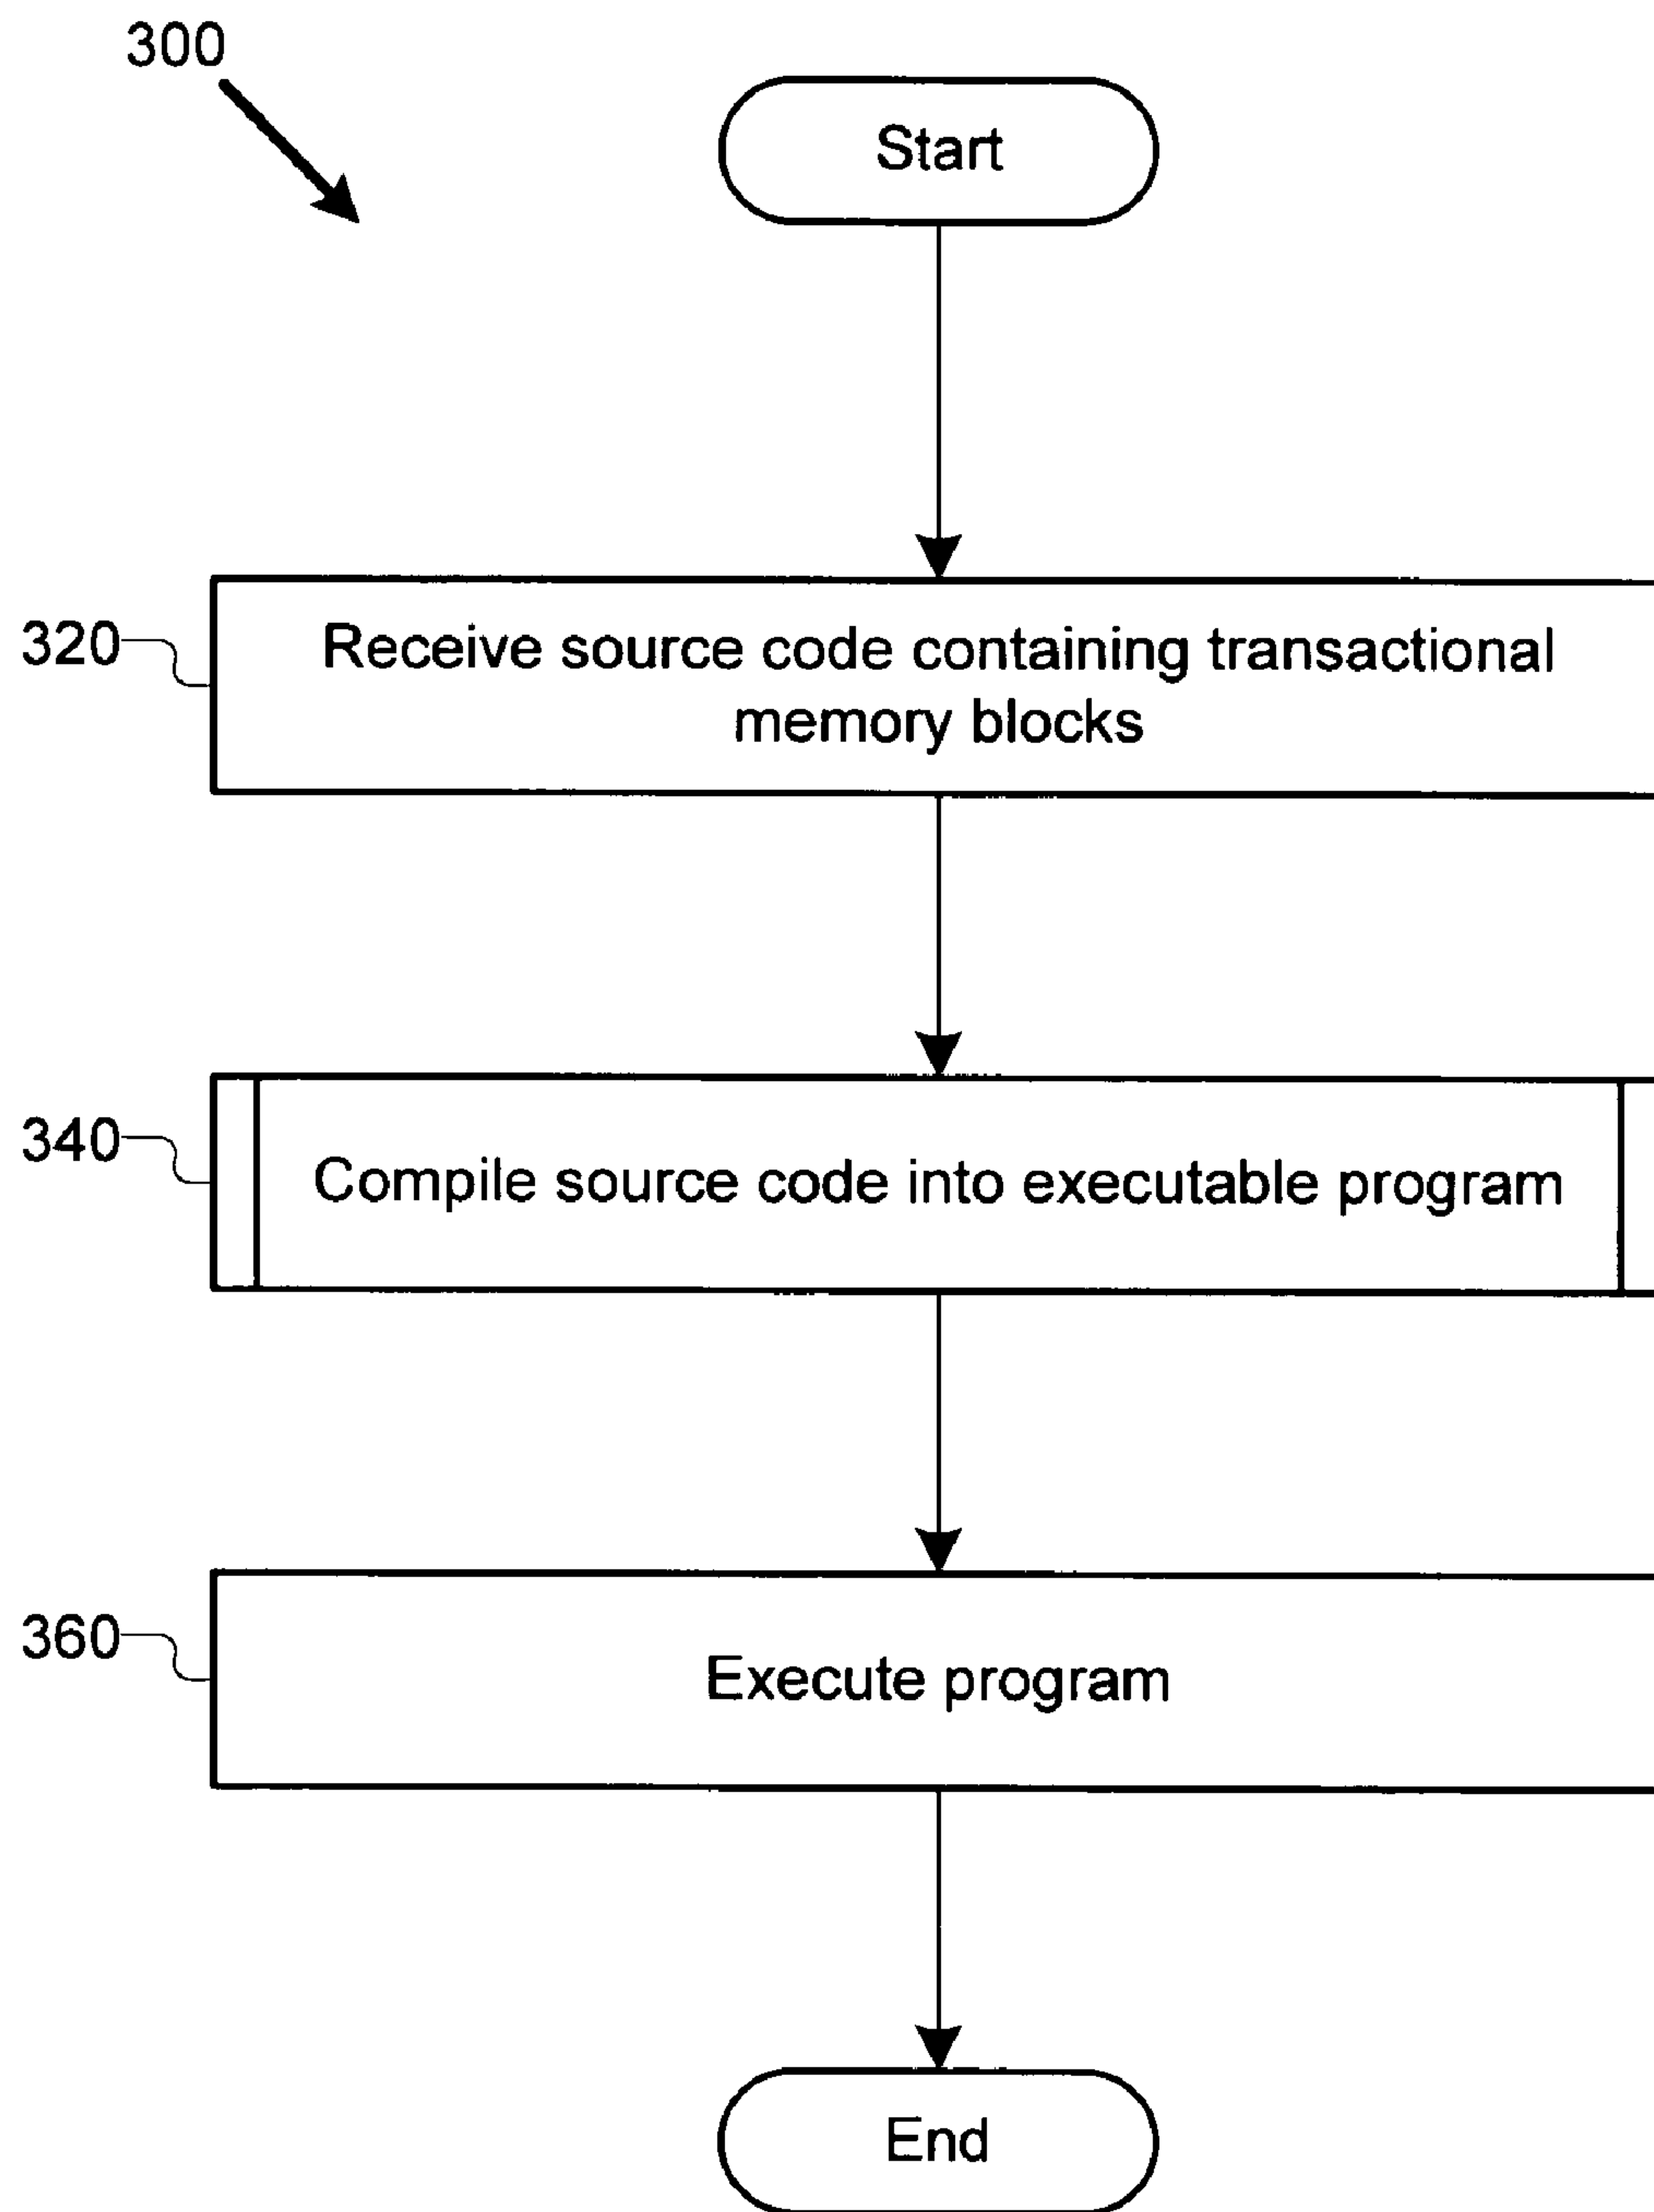 300
Start
320
Receive source code containing transactional
memory blocks
340
Compile source code into executable program
360
Execute program
End